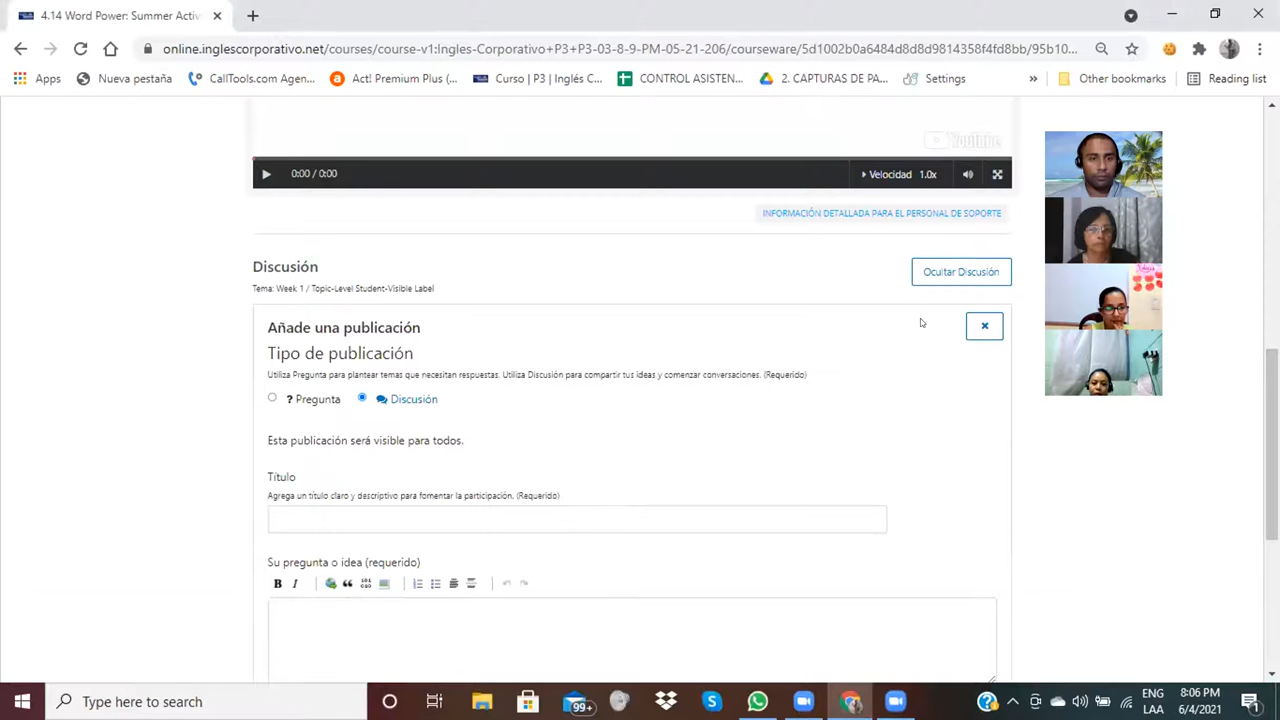 4.14 Word Power: Summer Activ
online.inglescorporativo.net/courses/course-v1:Ingles-Corporativo+P3+P3-03-8-9-PM-05-21-206/courseware/5d1002b0a6484d8d8d9814358f4fd8bb/95b10...
Apps Nueva pestaña CallTools.com Agen... Act! Premium Plus (... Curso | P3 | Inglés C... CONTROL ASISTEN... 2. CAPTURAS DE PA... Settings » Other bookmarks Reading list
YouTube
0:00 / 0:00 Velocidad 1.0x
INFORMACIÓN DETALLADA PARA EL PERSONAL DE SOPORTE
Discusión
Ocultar Discusión
Tema: Week 1 / Topic-Level Student-Visible Label
Añade una publicación
Tipo de publicación
Utiliza Pregunta para plantear temas que necesitan respuestas. Utiliza Discusión para compartir tus ideas y comenzar conversaciones. (Requerido)
? Pregunta Discusión
Esta publicación será visible para todos.
Título
Agrega un título claro y descriptivo para fomentar la participación. (Requerido)
Su pregunta o idea (requerido)
B I
Type here to search
99+
ENG 8:06 PM
LAA 6/4/2021